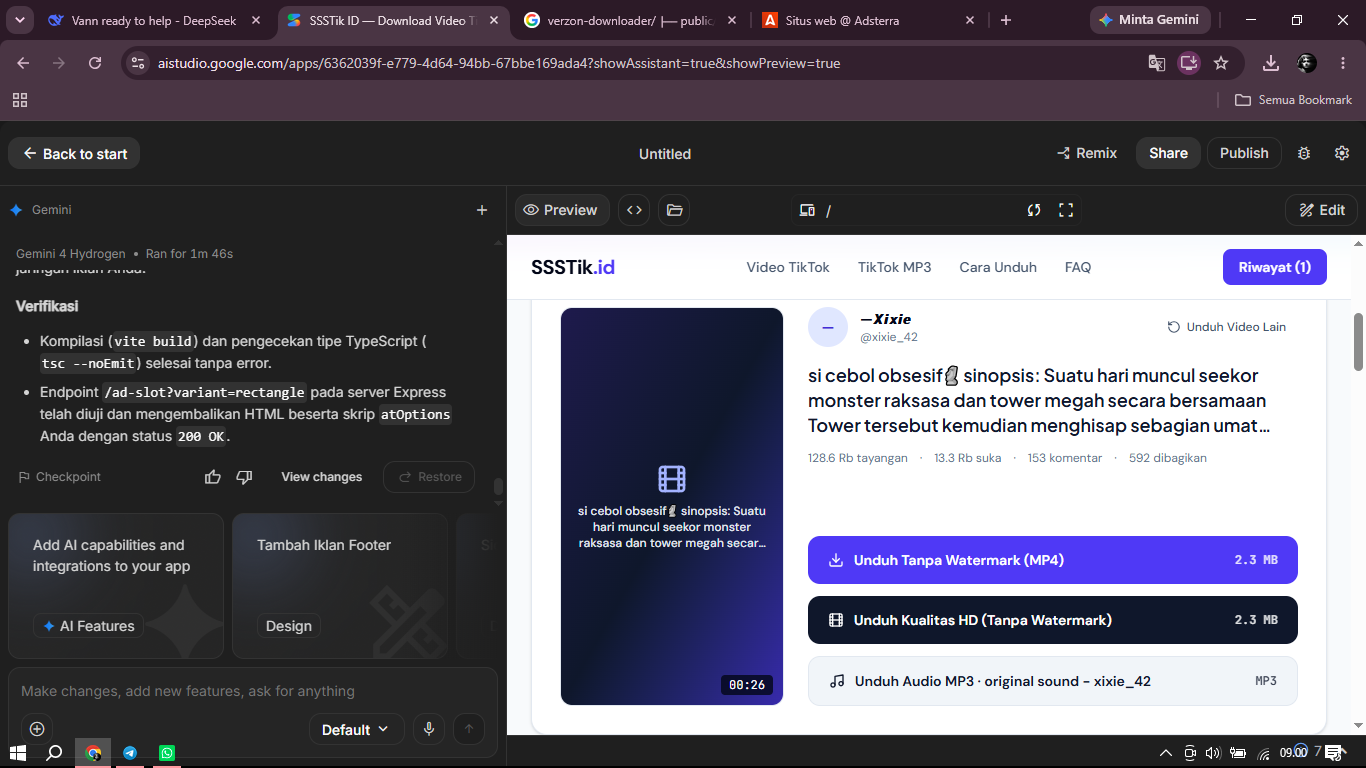 Vann ready to help - DeepSeek
SSSTik ID — Download Video Ti
verzon-downloader/ ├── public
Situs web @ Adsterra
Minta Gemini
aistudio.google.com/apps/6362039f-e779-4d64-94bb-67bbe169ada4?showAssistant=true&showPreview=true
Semua Bookmark
Back to start
Untitled
Remix
Share
Publish
Gemini
Preview
/
Edit
Gemini 4 Hydrogen • Ran for 1m 46s
jaringan iklan Anda.
Verifikasi
• Kompilasi (vite build) dan pengecekan tipe TypeScript (
tsc --noEmit) selesai tanpa error.
• Endpoint /ad-slot?variant=rectangle pada server Express
telah diuji dan mengembalikan HTML beserta skrip atOptions
Anda dengan status 200 OK.
Checkpoint
View changes
Restore
Add AI capabilities and
integrations to your app
AI Features
Tambah Iklan Footer
Design
Make changes, add new features, ask for anything
Default
SSSTik.id
Video TikTok
TikTok MP3
Cara Unduh
FAQ
Riwayat (1)
si cebol obsesif🗿 sinopsis: Suatu
hari muncul seekor monster
raksasa dan tower megah secar...
00:26
—
—𝑿𝒊𝒙𝒊𝒆
@xixie_42
Unduh Video Lain
si cebol obsesif🗿 sinopsis: Suatu hari muncul seekor
monster raksasa dan tower megah secara bersamaan
Tower tersebut kemudian menghisap sebagian umat...
128.6 Rb tayangan · 13.3 Rb suka · 153 komentar · 592 dibagikan
Unduh Tanpa Watermark (MP4) 2.3 MB
Unduh Kualitas HD (Tanpa Watermark) 2.3 MB
Unduh Audio MP3 · original sound - xixie_42 MP3
09.00